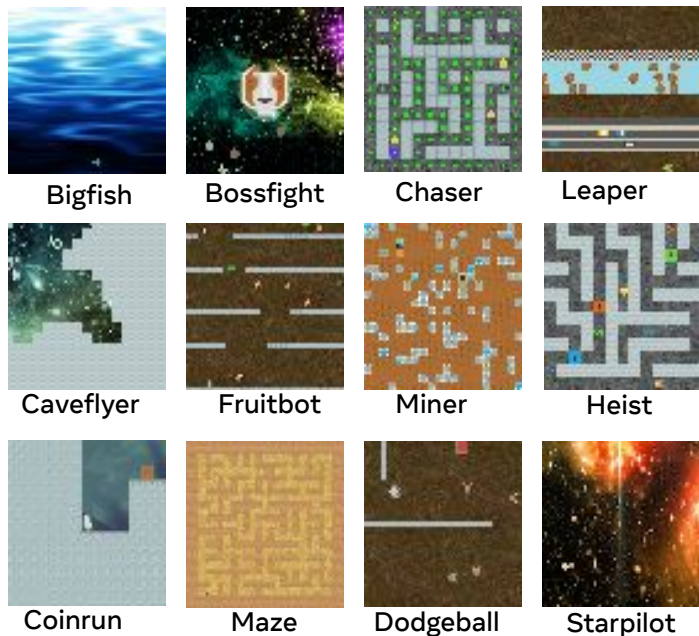 Bigfish
Bossfight
Chaser
Leaper
Caveflyer
Fruitbot
Miner
Heist
Coinrun
Maze
Dodgeball
Starpilot